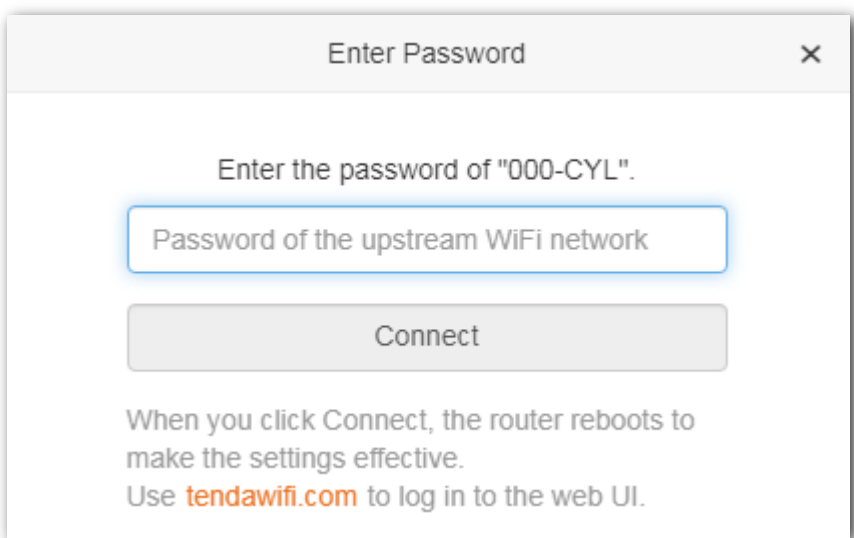 Enter Password
Enter the password of "000-CYL".
Password of the upstream WiFi network
Connect
When you click Connect, the router reboots to
make the settings effective.
Use tendawifi.com to log in to the web UI.